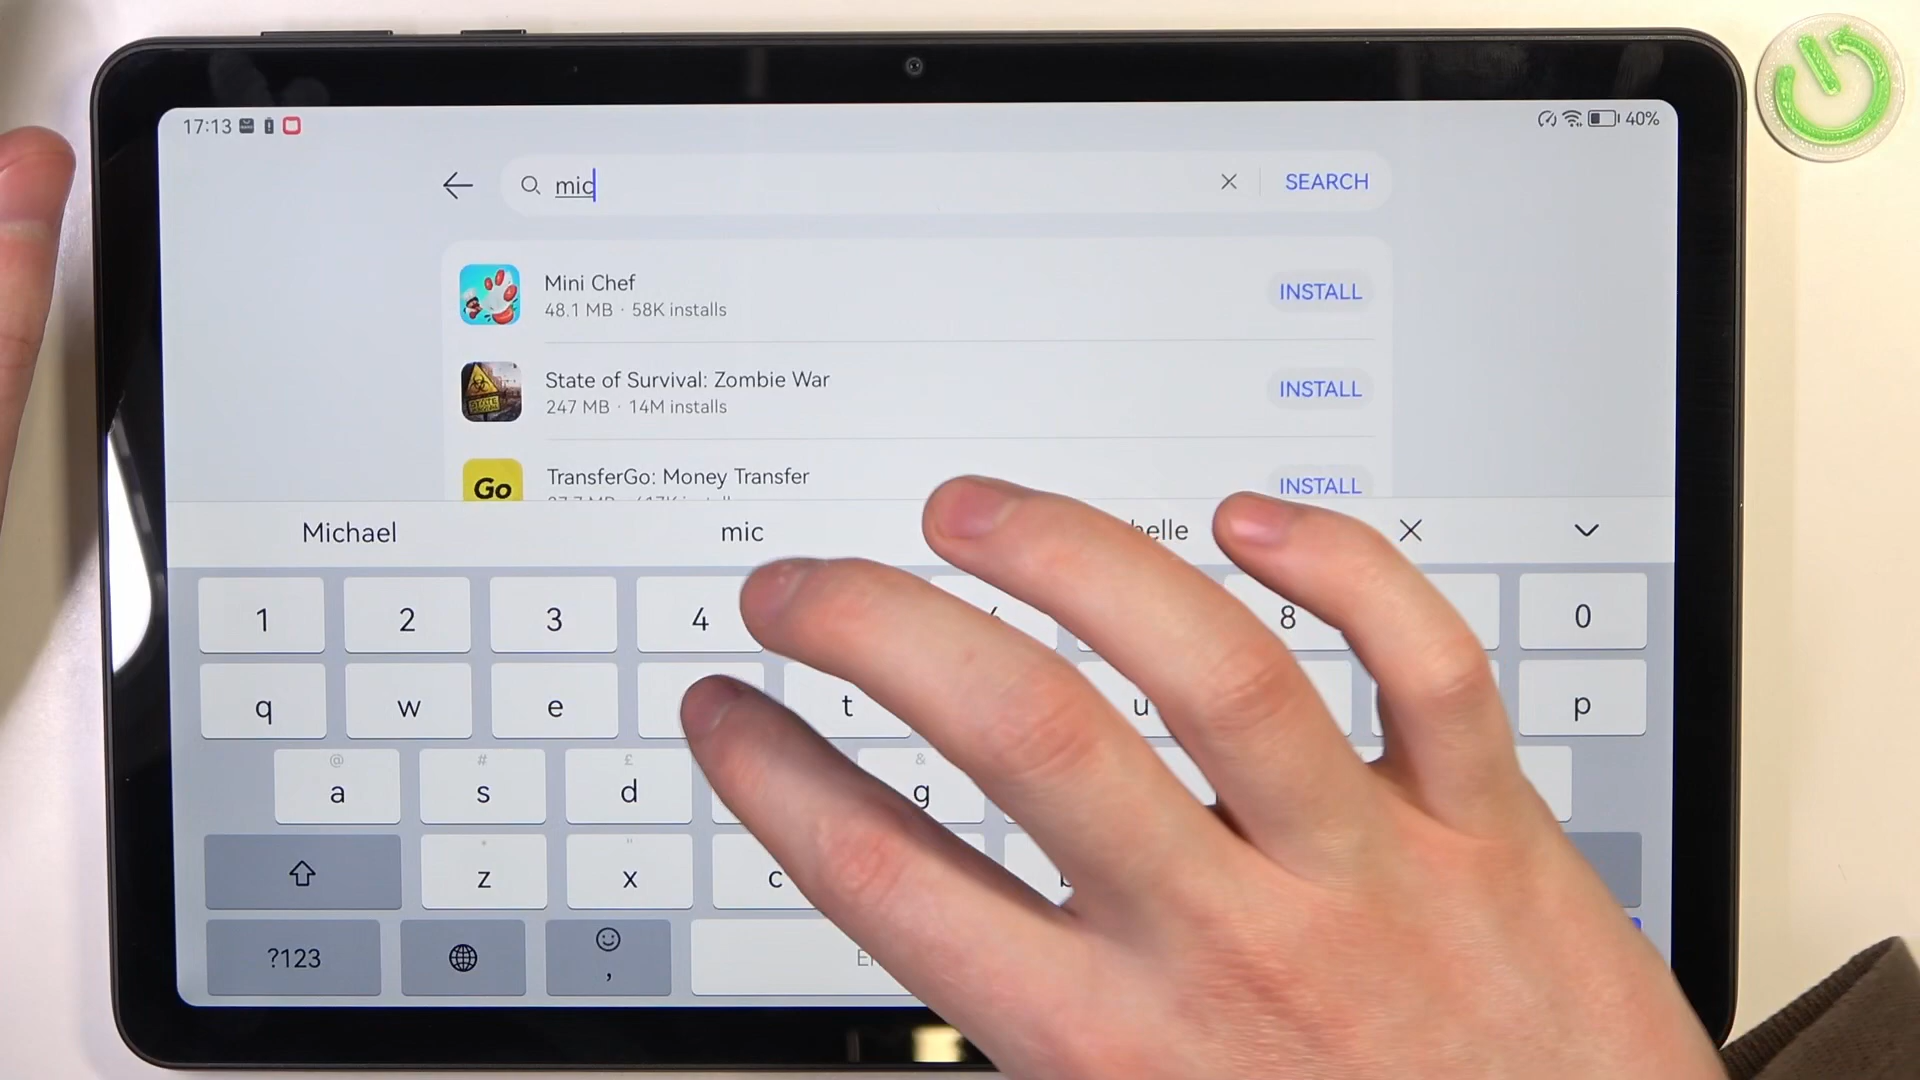 17:13 40%
mic SEARCH
Mini Chef
48.1 MB · 58K installs
INSTALL
State of Survival: Zombie War
247 MB · 14M installs
INSTALL
TransferGo: Money Transfer
INSTALL
Go
Michael mic
1 2 3 4 8 0
q w e t u p
@ # £ &
a s d g
z x c
?123 ,